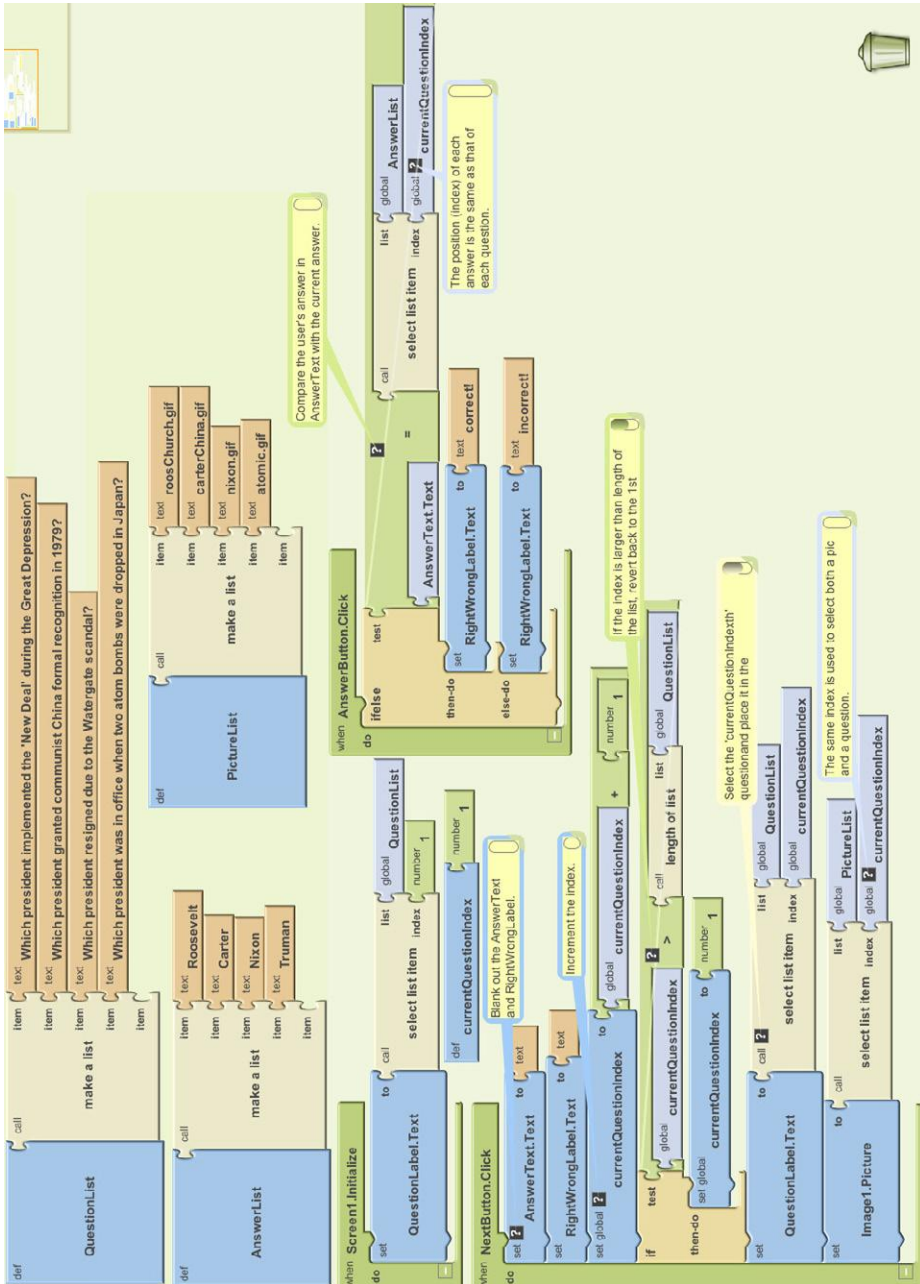 def
QuestionList
call
make a list
item
text Which president implemented the 'New Deal' during the Great Depression?
item
text Which president granted communist China formal recognition in 1979?
item
text Which president resigned due to the Watergate scandal?
item
text Which president was in office when two atom bombs were dropped in Japan?
item
def
AnswerList
call
make a list
item
text Roosevelt
item
text Carter
item
text Nixon
item
text Truman
item
def
PictureList
call
make a list
item
text roosChurch.gif
item
text carterChina.gif
item
text nixon.gif
item
text atomic.gif
item
when Screen1.Initialize
do
set
QuestionLabel.Text
to
call
select list item
list
global QuestionList
index
number 1
def
currentQuestionIndex
number 1
when AnswerButton.Click
do
ifelse
test
AnswerText.Text
?
=
call
select list item
list
global AnswerList
index
global ?
currentQuestionIndex
then-do
set
RightWrongLabel.Text
to
text correct!
else-do
set
RightWrongLabel.Text
to
text incorrect!
Compare the user's answer in
AnswerText with the current answer.
The position (index) of each
answer is the same as that of
each question.
when NextButton.Click
do
set ?
AnswerText.Text
to
text
set
RightWrongLabel.Text
to
text
Blank out the AnswerText
and RightWrongLabel.
set global ?
currentQuestionIndex
to
global
currentQuestionIndex
+
number 1
Increment the index.
if
test
global
currentQuestionIndex
?
>
call
length of list
list
global QuestionList
If the index is larger than length of
the list, revert back to the 1st
then-do
set global
currentQuestionIndex
to
number 1
set
QuestionLabel.Text
to
call ?
select list item
list
global QuestionList
index
global currentQuestionIndex
Select the 'currentQuestionIndexth'
questionand place it in the
set
Image1.Picture
to
call
select list item
list
global PictureList
index
global ?
currentQuestionIndex
The same index is used to select both a pic
and a question.